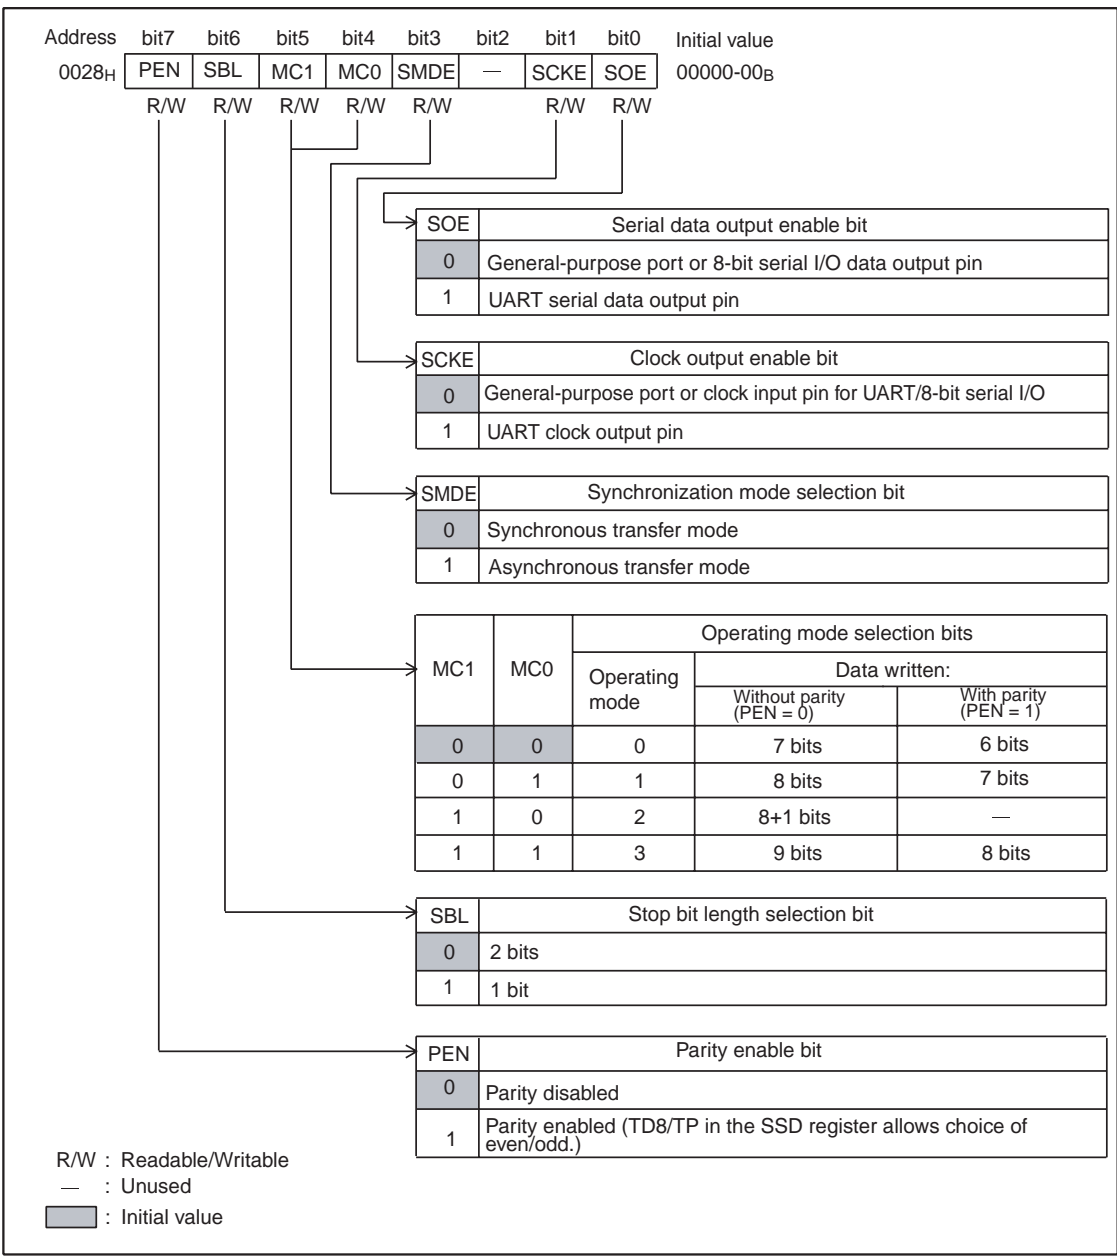 Address bit7 bit6 bit5 bit4 bit3 bit2 bit1 bit0 Initial value
0028H PEN SBL MC1 MC0 SMDE — SCKE SOE 00000-00B
R/W R/W R/W R/W R/W R/W R/W
SOE Serial data output enable bit
0 General-purpose port or 8-bit serial I/O data output pin
1 UART serial data output pin
SCKE Clock output enable bit
0 General-purpose port or clock input pin for UART/8-bit serial I/O
1 UART clock output pin
SMDE Synchronization mode selection bit
0 Synchronous transfer mode
1 Asynchronous transfer mode
MC1 MC0 Operating mode selection bits
Operating mode Data written:
Without parity (PEN = 0) With parity (PEN = 1)
0 0 0 7 bits 6 bits
0 1 1 8 bits 7 bits
1 0 2 8+1 bits —
1 1 3 9 bits 8 bits
SBL Stop bit length selection bit
0 2 bits
1 1 bit
PEN Parity enable bit
0 Parity disabled
1 Parity enabled (TD8/TP in the SSD register allows choice of
even/odd.)
R/W : Readable/Writable
— : Unused
: Initial value